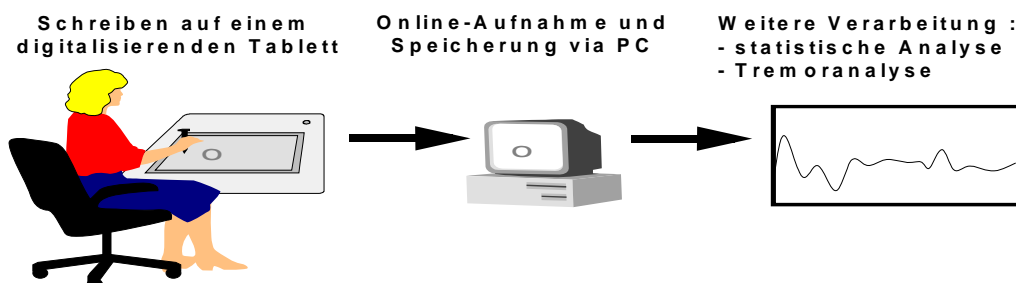 Schreiben auf einem
digitalisierenden Tablett
Online-Aufnahme und
Speicherung via PC
Weitere Verarbeitung :
- statistische Analyse
- Tremoranalyse